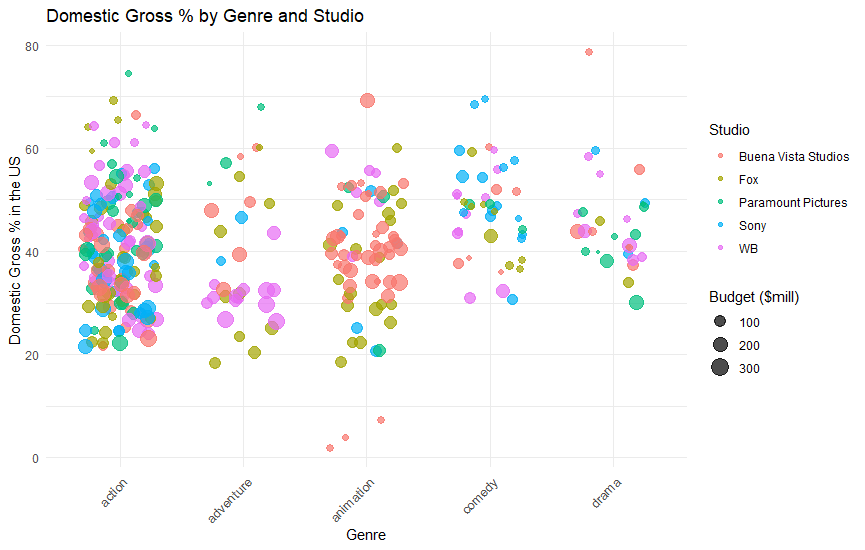 Domestic Gross % by Genre and Studio
Domestic Gross % in the US
80
60
40
20
0
action
adventure
animation
comedy
drama
Genre
Studio
Buena Vista Studios
Fox
Paramount Pictures
Sony
WB
Budget ($mill)
100
200
300